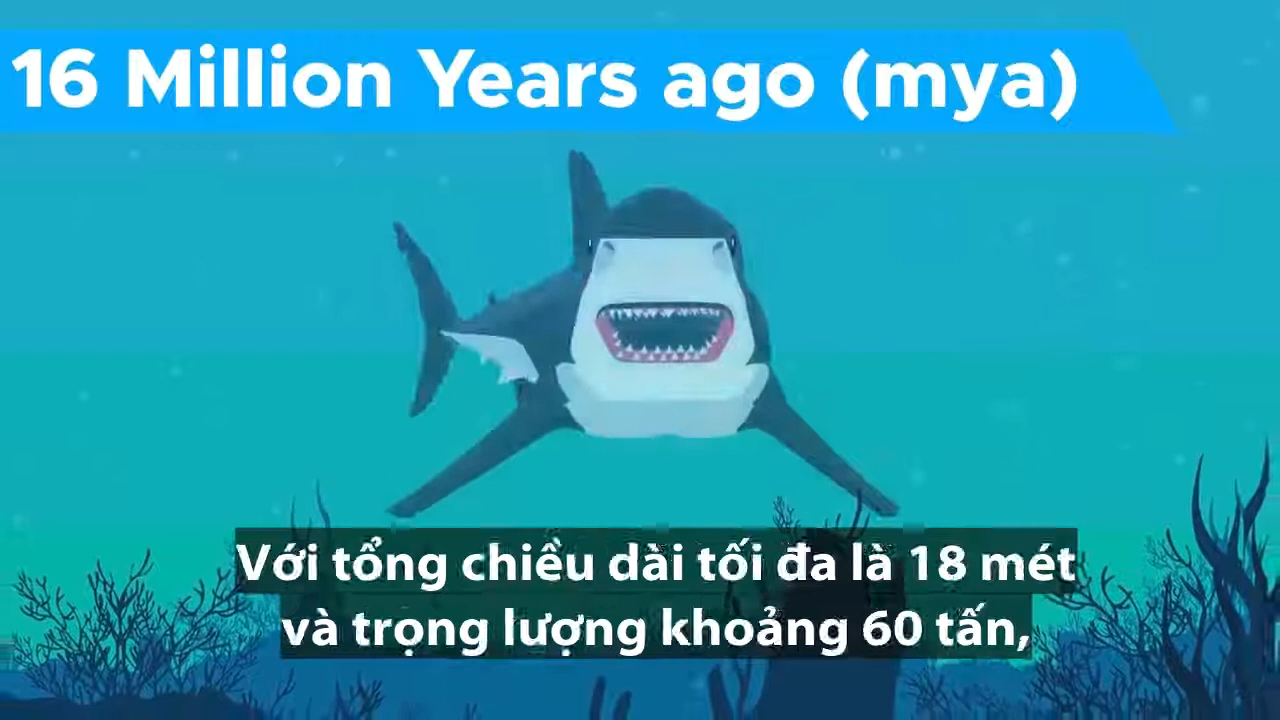 16 Million Years ago (mya)
Với tổng chiều dài tối đa là 18 mét
và trọng lượng khoảng 60 tấn,